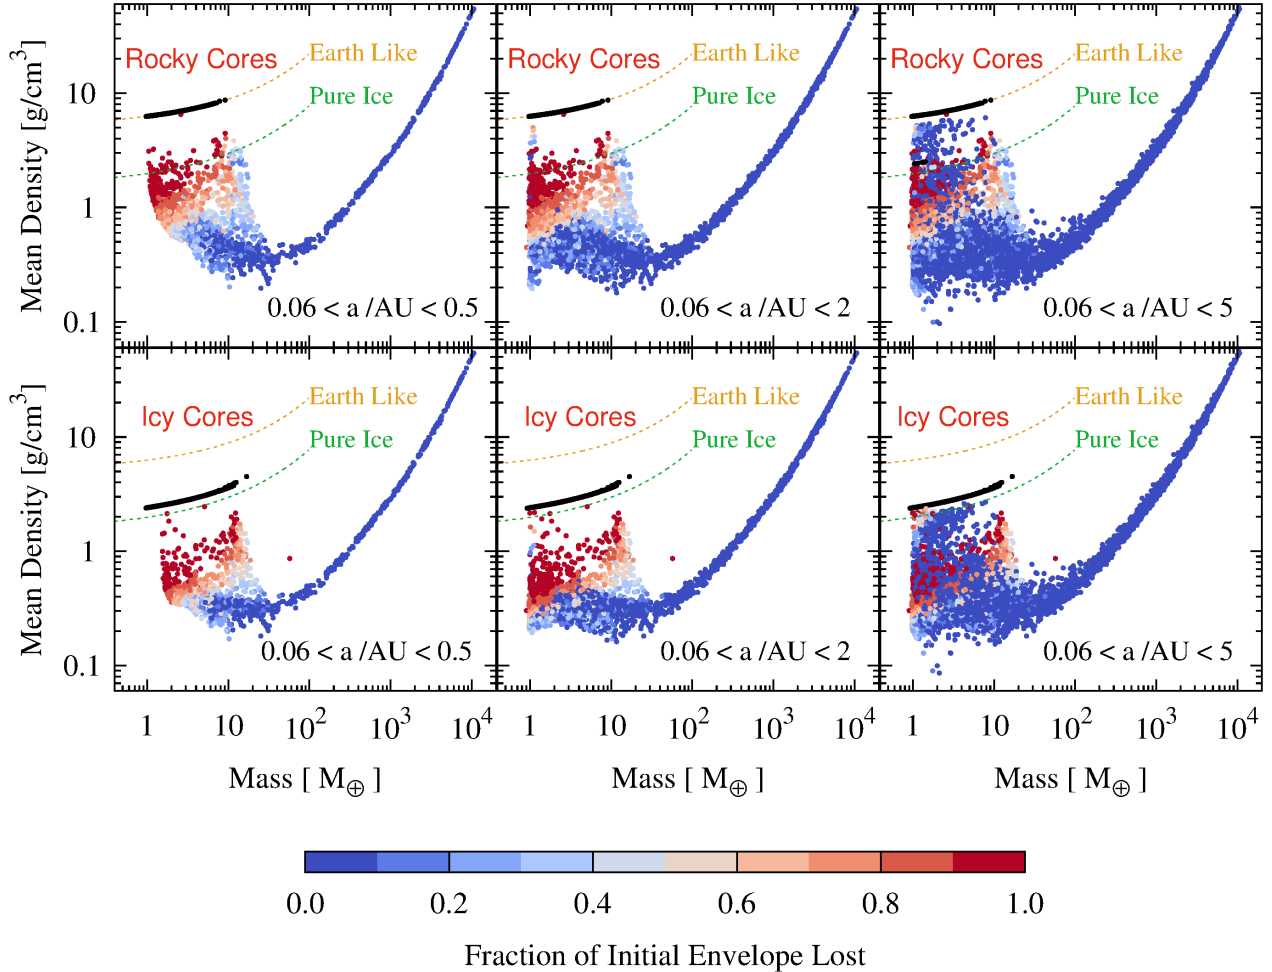 Mean Density [g/cm³]
10
1
0.1
Rocky Cores
Earth Like
Pure Ice
0.06 < a /AU < 0.5
Rocky Cores
Earth Like
Pure Ice
0.06 < a /AU < 2
Rocky Cores
Earth Like
Pure Ice
0.06 < a /AU < 5
Mean Density [g/cm³]
10
1
0.1
Icy Cores
Earth Like
Pure Ice
0.06 < a /AU < 0.5
Icy Cores
Earth Like
Pure Ice
0.06 < a /AU < 2
Icy Cores
Earth Like
Pure Ice
0.06 < a /AU < 5
1 10 10² 10³ 10⁴
1 10 10² 10³ 10⁴
1 10 10² 10³ 10⁴
Mass [ M⊕ ]
Mass [ M⊕ ]
Mass [ M⊕ ]
0.0 0.2 0.4 0.6 0.8 1.0
Fraction of Initial Envelope Lost